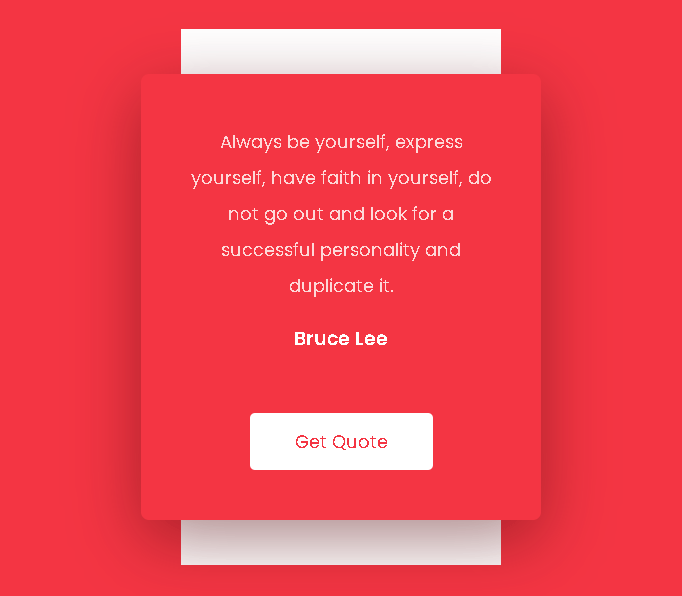 Always be yourself, express
yourself, have faith in yourself, do
not go out and look for a
successful personality and
duplicate it.
Bruce Lee
Get Quote